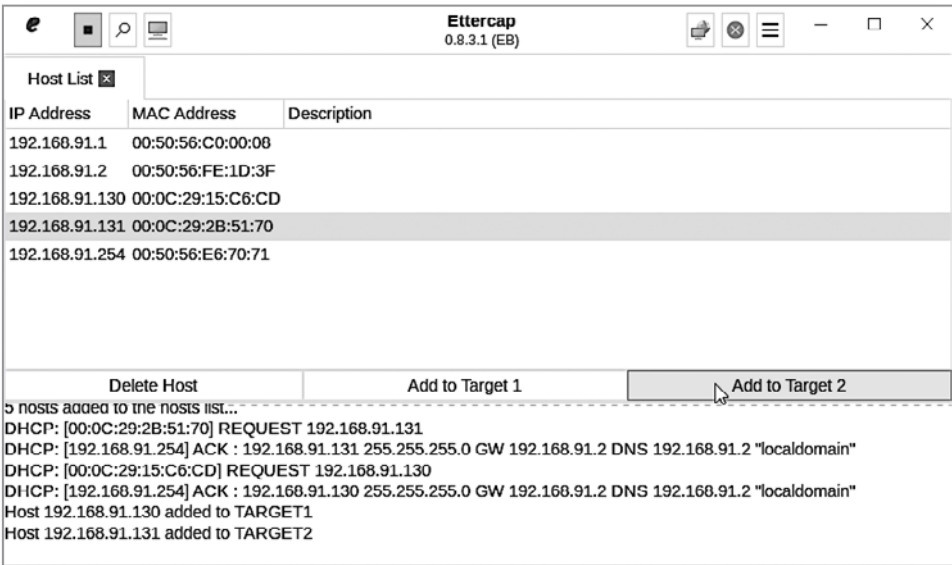 Ettercap
0.8.3.1 (EB)
Host List
IP Address MAC Address Description
192.168.91.1 00:50:56:C0:00:08
192.168.91.2 00:50:56:FE:1D:3F
192.168.91.130 00:0C:29:15:C6:CD
192.168.91.131 00:0C:29:2B:51:70
192.168.91.254 00:50:56:E6:70:71
Delete Host Add to Target 1 Add to Target 2
5 hosts added to the hosts list...
DHCP: [00:0C:29:2B:51:70] REQUEST 192.168.91.131
DHCP: [192.168.91.254] ACK : 192.168.91.131 255.255.255.0 GW 192.168.91.2 DNS 192.168.91.2 "localdomain"
DHCP: [00:0C:29:15:C6:CD] REQUEST 192.168.91.130
DHCP: [192.168.91.254] ACK : 192.168.91.130 255.255.255.0 GW 192.168.91.2 DNS 192.168.91.2 "localdomain"
Host 192.168.91.130 added to TARGET1
Host 192.168.91.131 added to TARGET2